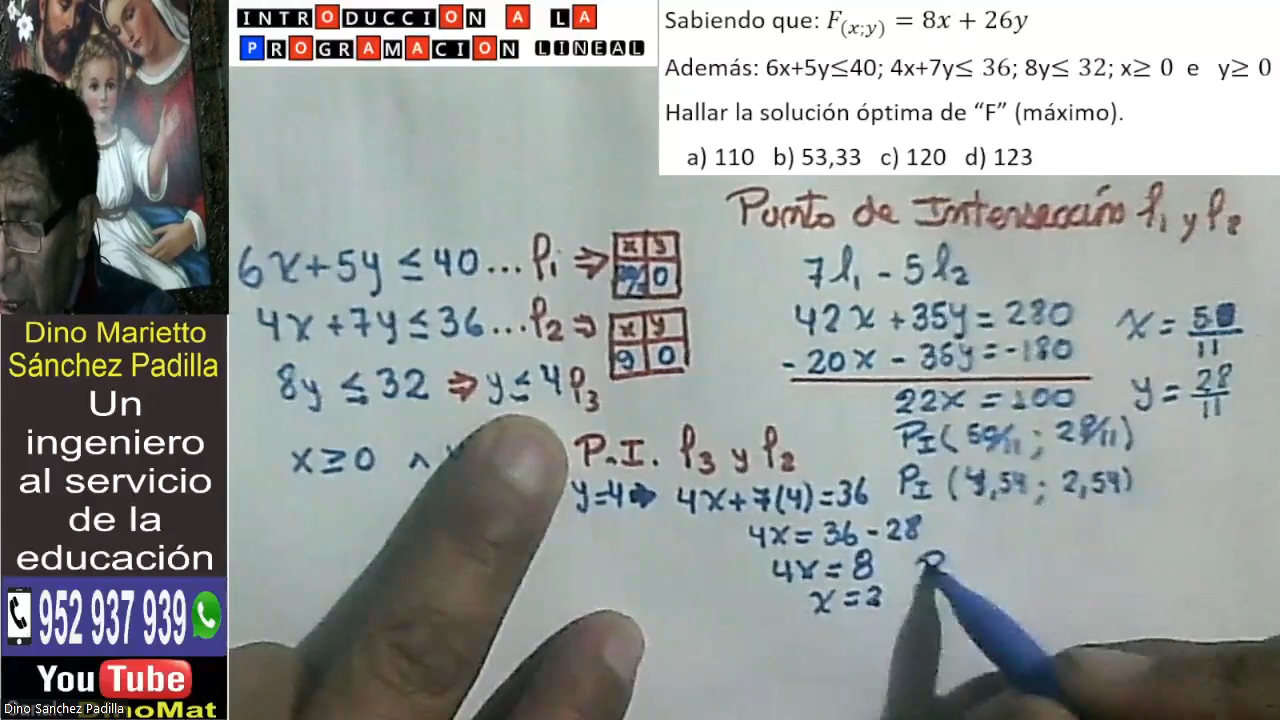 INTRODUCCION A LA
PROGRAMACION LINEAL
Sabiendo que: F(x;y) = 8x + 26y
Además: 6x+5y≤40; 4x+7y≤ 36; 8y≤ 32; x≥ 0 e y≥ 0
Hallar la solución óptima de “F” (máximo).
a) 110 b) 53,33 c) 120 d) 123
Punto de Intersección l₁ y l₂
6x+5y ≤40...l₁ ⇒
x y
0
4x+7y≤36...l₂ ⇒
x y
9 0
8y ≤32 ⇒ y≤4 l₃
x≥0 ∧
7l₁ - 5l₂
42x +35y=280
-20x - 35y=-180
22x =100
x = 50/11
y = 28/11
PI(50/11; 28/11)
PI (4,54; 2,54)
P.I. l₃ y l₂
y=4⇒ 4x+7(4)=36
4x=36-28
4x=8
x=2
Dino Marietto
Sánchez Padilla
Un
ingeniero
al servicio
de la
educación
952 937 939
YouTube
DinoMat
Dino Sanchez Padilla